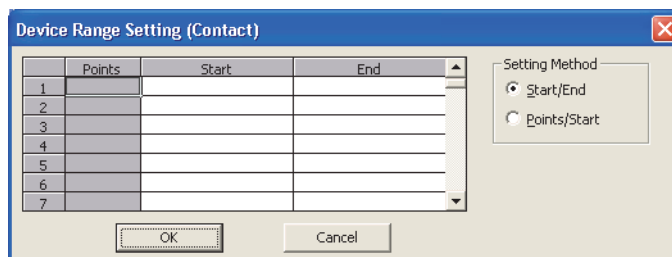 Device Range Setting (Contact)
Points Start End
1
2
3
4
5
6
7
Setting Method
Start/End
Points/Start
OK Cancel